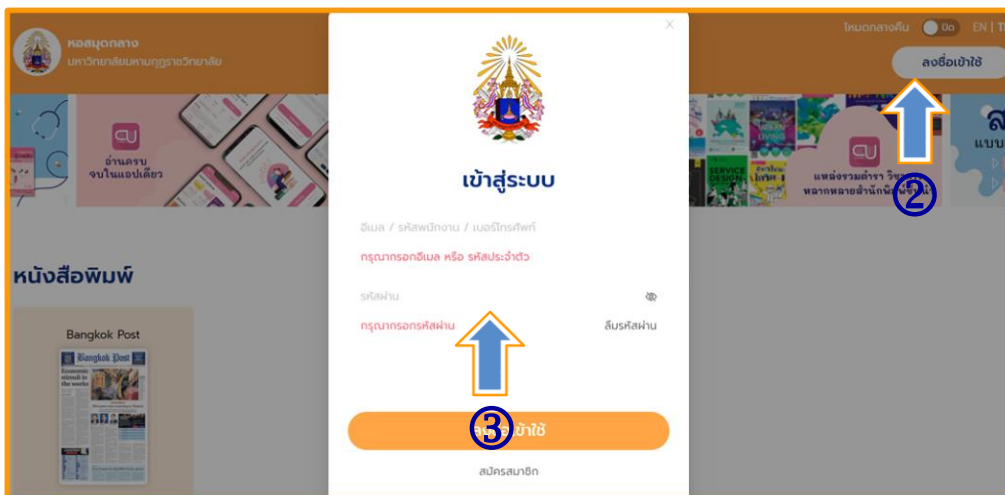 หอสมุดกลาง
มหาวิทยาลัยมหามกุฏราชวิทยาลัย
โหมดกลางคืน ปิด EN | T
ลงชื่อเข้าใช้
X
อ่านครบ
จบในแอปเดียว
แบบ
②
เข้าสู่ระบบ
อีเมล / รหัสพนักงาน / เบอร์โทรศัพท์
กรุณากรอกอีเมล หรือ รหัสประจำตัว
รหัสผ่าน
กรุณากรอกรหัสผ่าน ลืมรหัสผ่าน
③
สมัครสมาชิก
หนังสือพิมพ์
Bangkok Post
Bangkok Post
Economic
stimuli in
the works
SERVICE
DESIGN
แหล่งรวมตำรา
หลากหลายสำนักพิมพ์